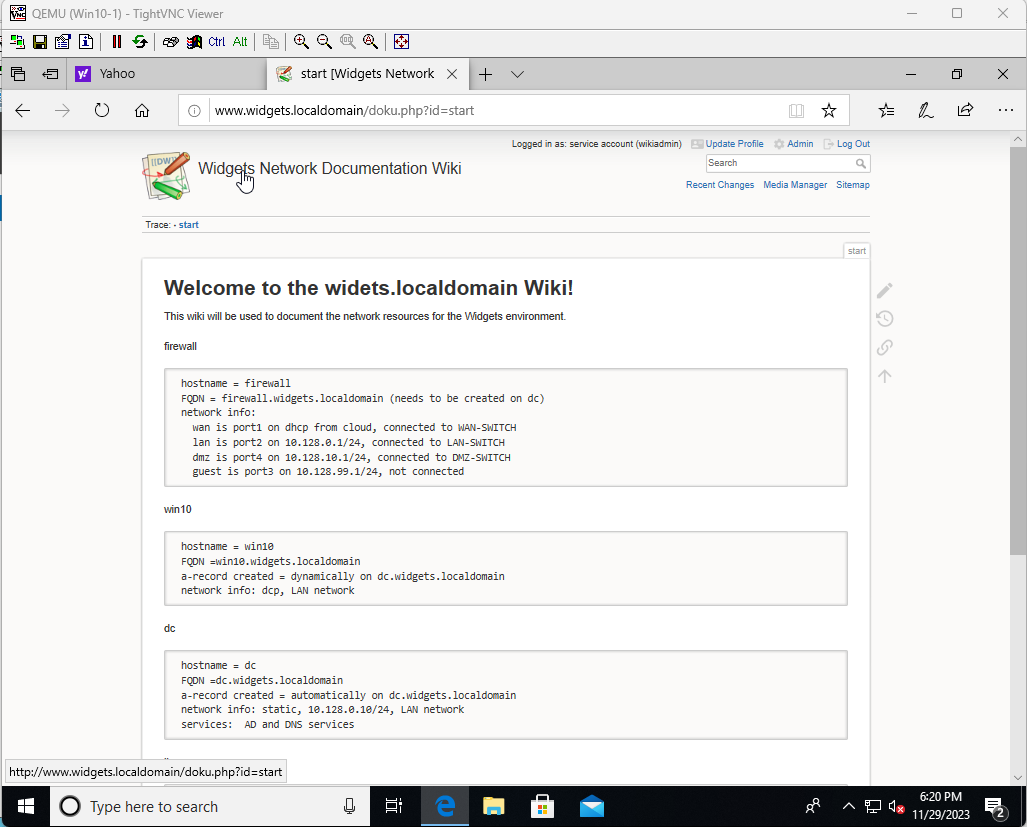 QEMU (Win10-1) - TightVNC Viewer
Ctrl Alt
Yahoo
start [Widgets Network
www.widgets.localdomain/doku.php?id=start
Logged in as: service account (wikiadmin) Update Profile Admin Log Out
[[DW
Widgets Network Documentation Wiki
Search
Recent Changes Media Manager Sitemap
Trace: • start
start
Welcome to the widets.localdomain Wiki!
This wiki will be used to document the network resources for the Widgets environment.
firewall
hostname = firewall
FQDN = firewall.widgets.localdomain (needs to be created on dc)
network info:
wan is port1 on dhcp from cloud, connected to WAN-SWITCH
lan is port2 on 10.128.0.1/24, connected to LAN-SWITCH
dmz is port4 on 10.128.10.1/24, connected to DMZ-SWITCH
guest is port3 on 10.128.99.1/24, not connected
win10
hostname = win10
FQDN =win10.widgets.localdomain
a-record created = dynamically on dc.widgets.localdomain
network info: dcp, LAN network
dc
hostname = dc
FQDN =dc.widgets.localdomain
a-record created = automatically on dc.widgets.localdomain
network info: static, 10.128.0.10/24, LAN network
services: AD and DNS services
http://www.widgets.localdomain/doku.php?id=start
Type here to search
6:20 PM
11/29/2023
2